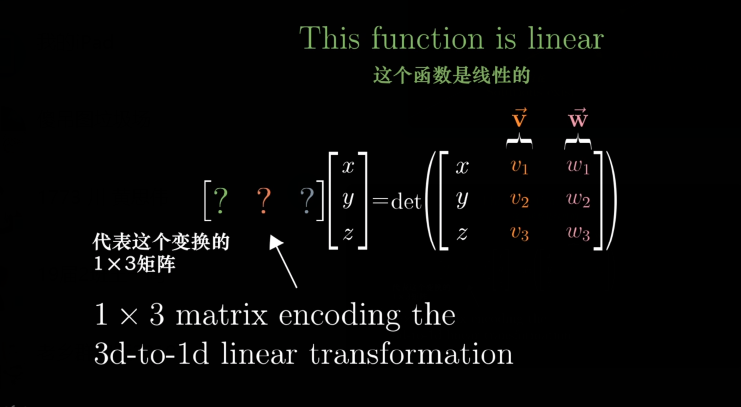 This function is linear
这个函数是线性的
$\vec{\mathbf{v}}$ $\vec{\mathbf{w}}$
$\begin{bmatrix} ? & ? & ? \end{bmatrix} \begin{bmatrix} x \\ y \\ z \end{bmatrix} = \det\left(\begin{bmatrix} x & v_1 & w_1 \\ y & v_2 & w_2 \\ z & v_3 & w_3 \end{bmatrix}\right)$
代表这个变换的
1×3矩阵
1 × 3 matrix encoding the
3d-to-1d linear transformation